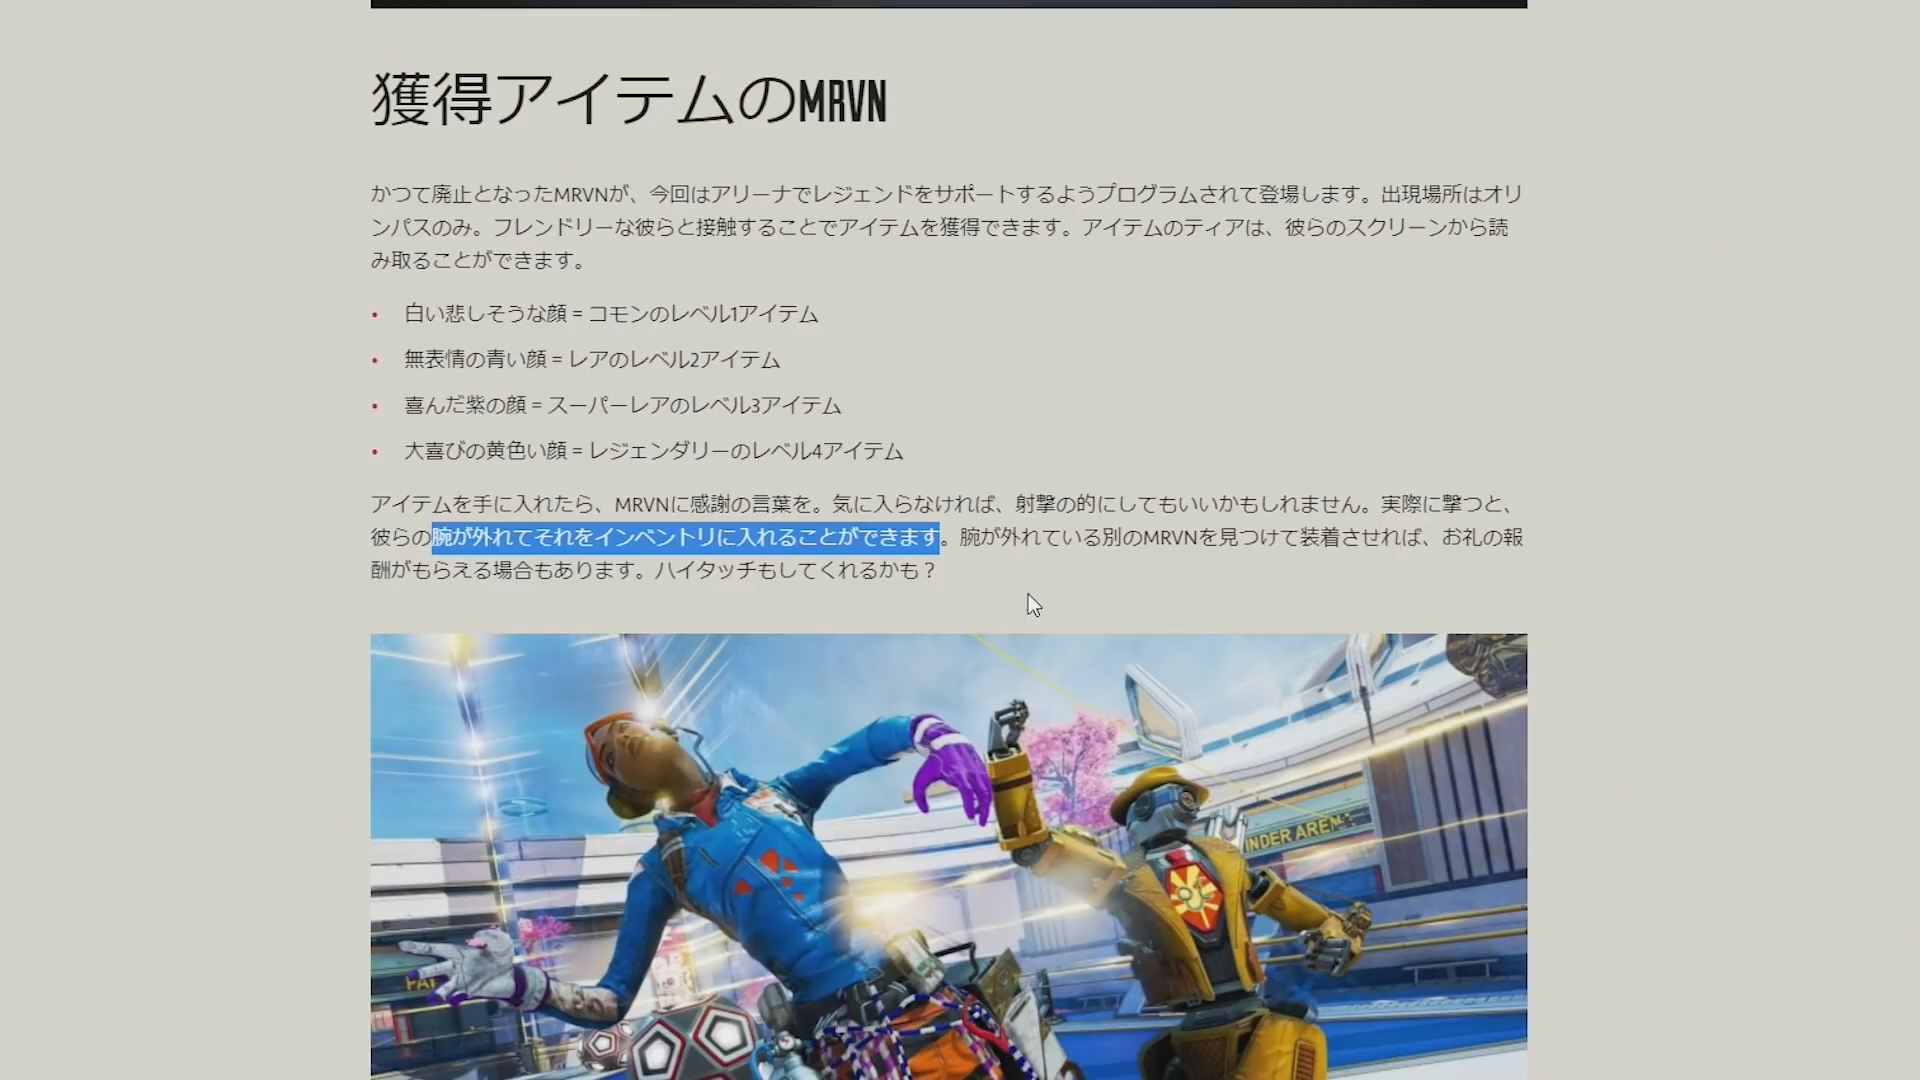 獲得アイテムのMRVN
かつて廃止となったMRVNが、今回はアリーナでレジェンドをサポートするようプログラムされて登場します。出現場所はオリ
ンパスのみ。フレンドリーな彼らと接触することでアイテムを獲得できます。アイテムのティアは、彼らのスクリーンから読
み取ることができます。
• 白い悲しそうな顔 = コモンのレベル1アイテム
• 無表情の青い顔 = レアのレベル2アイテム
• 喜んだ紫の顔 = スーパーレアのレベル3アイテム
• 大喜びの黄色い顔 = レジェンダリーのレベル4アイテム
アイテムを手に入れたら、MRVNに感謝の言葉を。気に入らなければ、射撃の的にしてもいいかもしれません。実際に撃つと、
彼らの腕が外れてそれをインベントリに入れることができます。腕が外れている別のMRVNを見つけて装着させれば、お礼の報
酬がもらえる場合もあります。ハイタッチもしてくれるかも？
INDER AREN